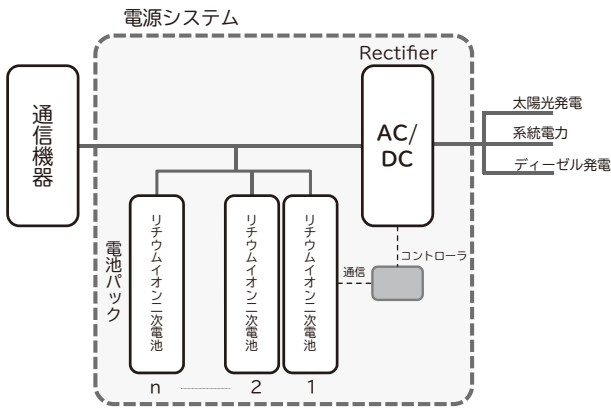 電源システム
Rectifier
通信機器
AC/
DC
太陽光発電
系統電力
ディーゼル発電
電池パック
リチウムイオン二次電池
リチウムイオン二次電池
リチウムイオン二次電池
コントローラ
通信
n
2
1